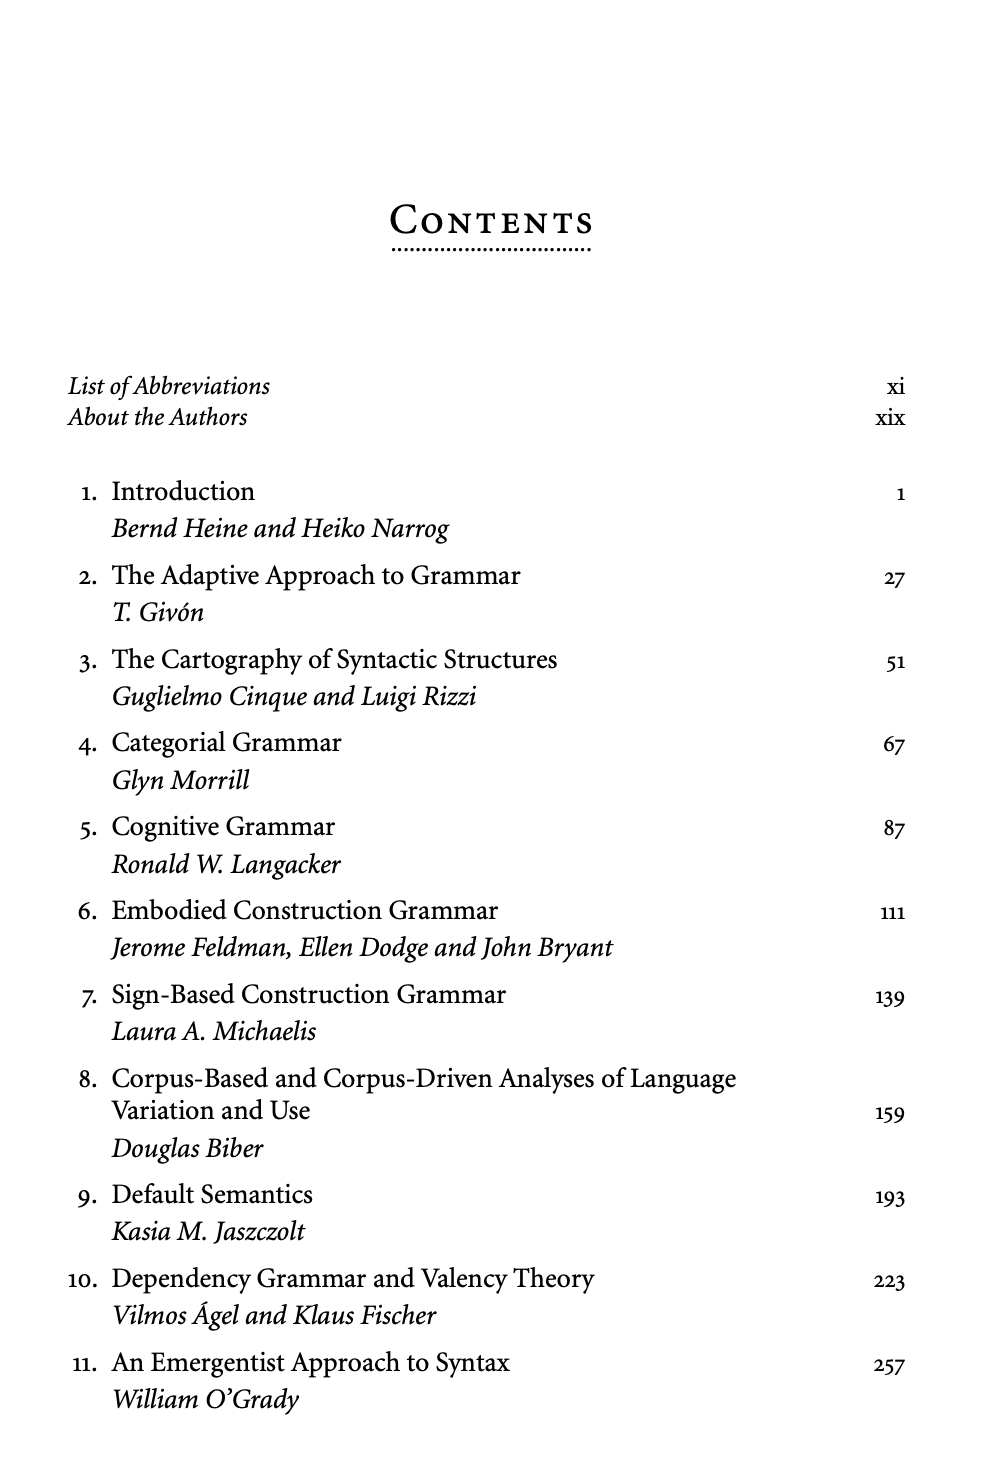 Contents
List of Abbreviations xi
About the Authors xix
1. Introduction 1
Bernd Heine and Heiko Narrog
2. The Adaptive Approach to Grammar 27
T. Givón
3. The Cartography of Syntactic Structures 51
Guglielmo Cinque and Luigi Rizzi
4. Categorial Grammar 67
Glyn Morrill
5. Cognitive Grammar 87
Ronald W. Langacker
6. Embodied Construction Grammar 111
Jerome Feldman, Ellen Dodge and John Bryant
7. Sign-Based Construction Grammar 139
Laura A. Michaelis
8. Corpus-Based and Corpus-Driven Analyses of Language
Variation and Use 159
Douglas Biber
9. Default Semantics 193
Kasia M. Jaszczolt
10. Dependency Grammar and Valency Theory 223
Vilmos Ágel and Klaus Fischer
11. An Emergentist Approach to Syntax 257
William O’Grady